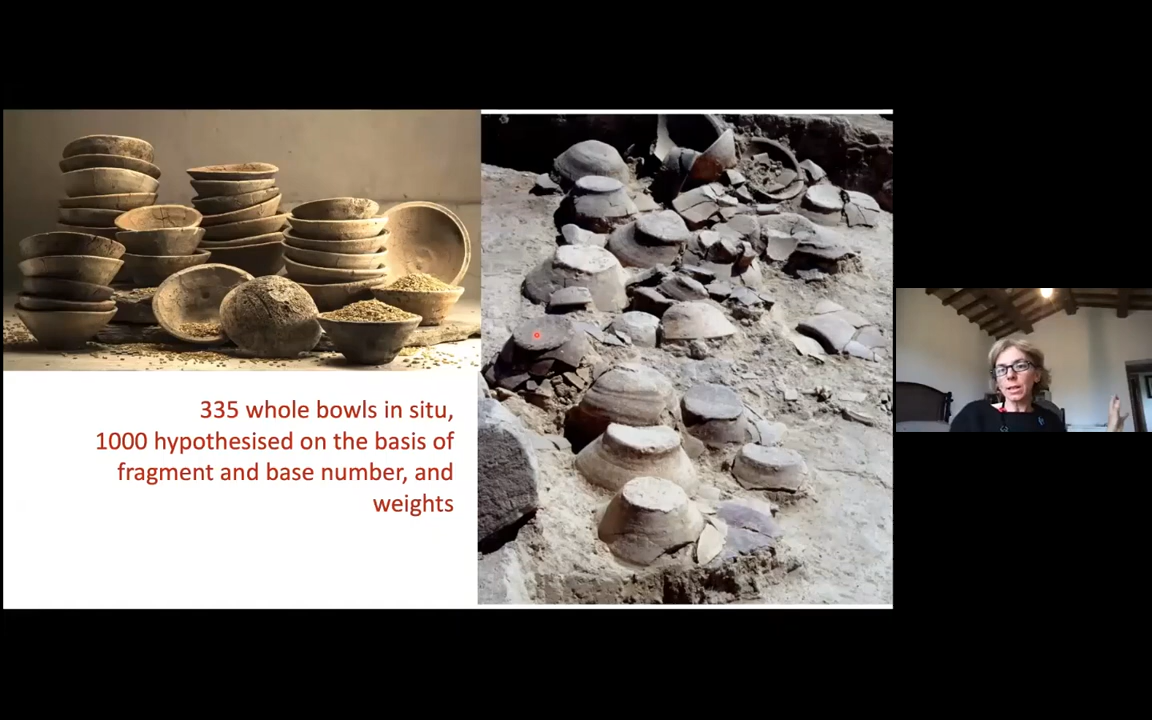 335 whole bowls in situ,
1000 hypothesised on the basis of
fragment and base number, and
weights